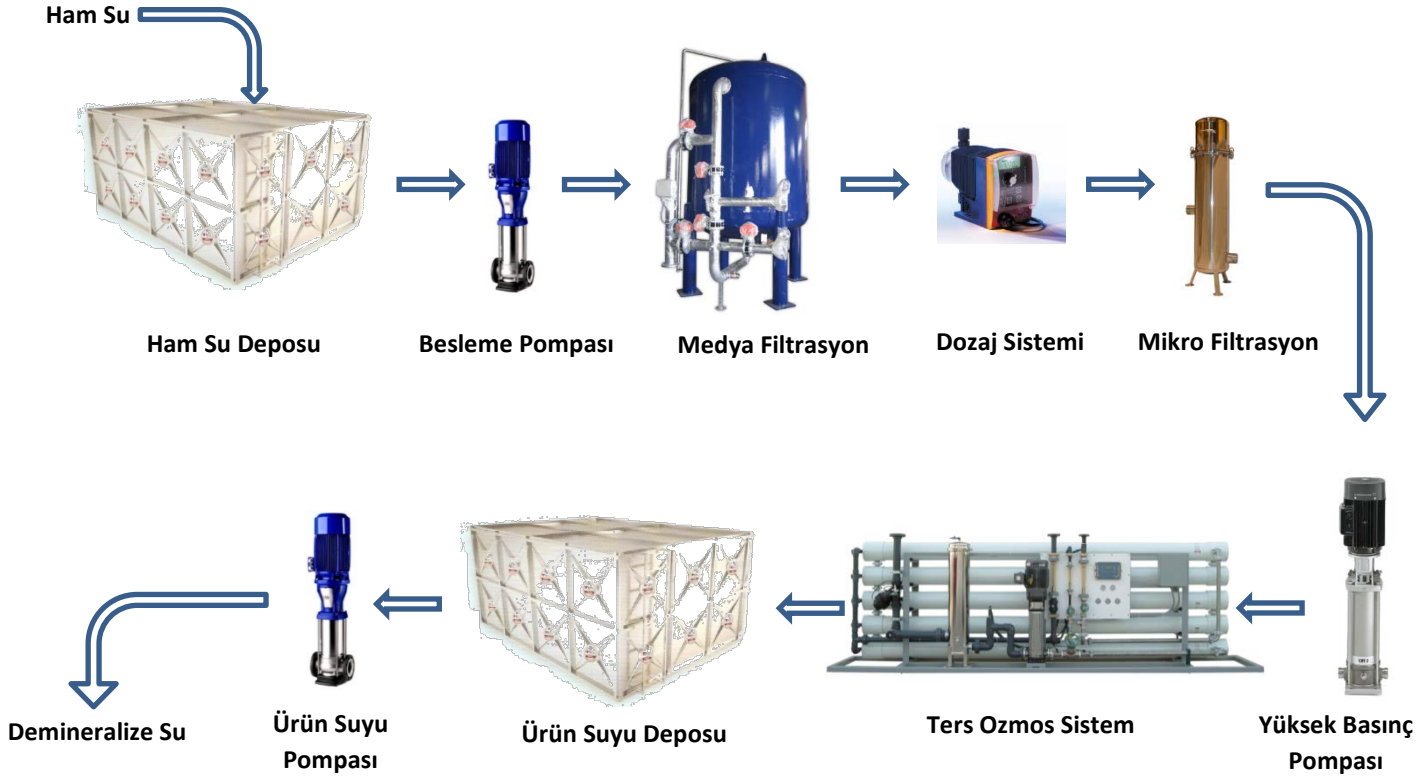 Ham Su
Ham Su Deposu
Besleme Pompası
Medya Filtrasyon
Dozaj Sistemi
Mikro Filtrasyon
Demineralize Su
Ürün Suyu
Pompası
Ürün Suyu Deposu
Ters Ozmos Sistem
Yüksek Basınç
Pompası